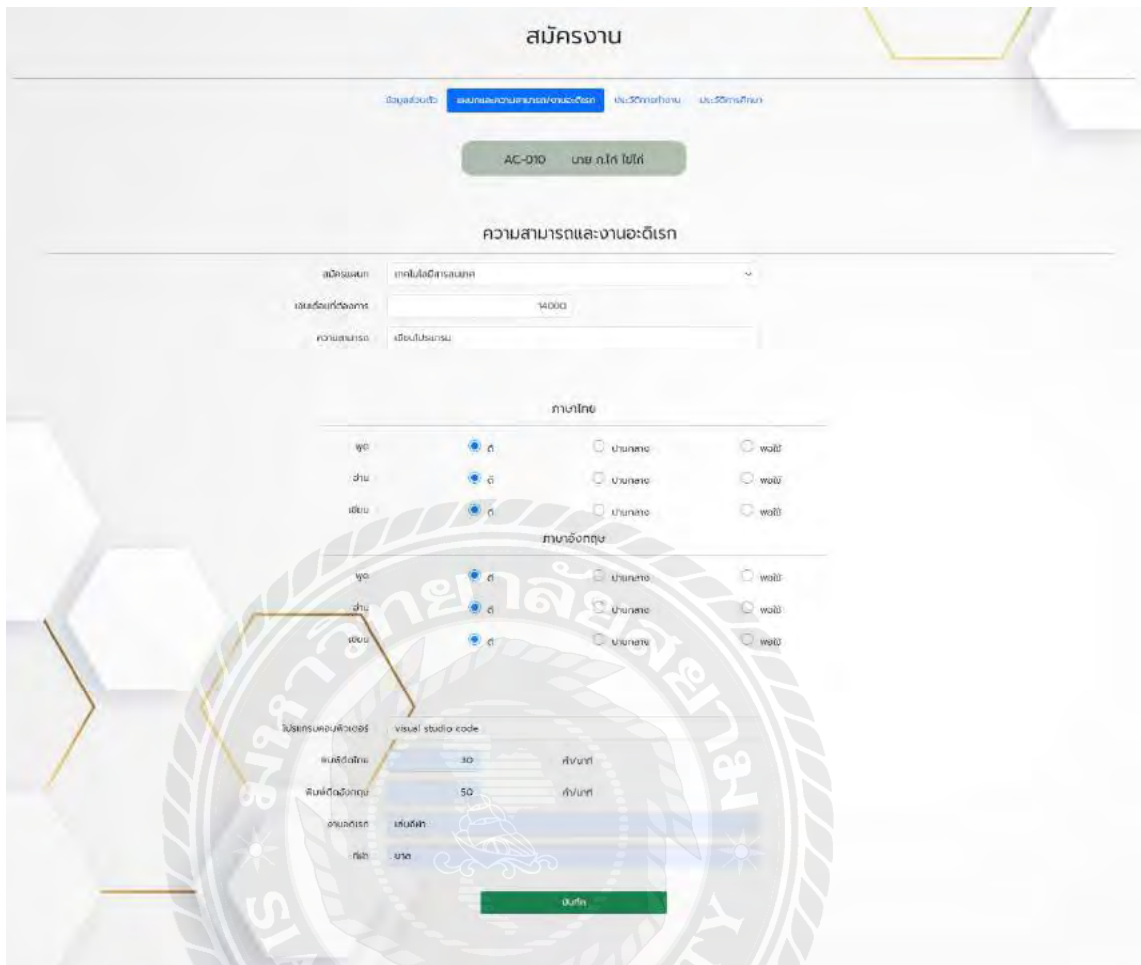 สมัครงาน
ข้อมูลส่วนตัว แผนกและความสามารถ/งานอะดิเรก ประวัติการทำงาน ประวัติการศึกษา
AC-010 นาย ก.ไก่ ไข่ไก่
ความสามารถและงานอะดิเรก
สมัครแผนก เทคโนโลยีสารสนเทศ
เงินเดือนที่ต้องการ 14000
ความสามารถ เขียนโปรแกรม
ภาษาไทย
พูด ดี ปานกลาง พอใช้
อ่าน ดี ปานกลาง พอใช้
เขียน ดี ปานกลาง พอใช้
ภาษาอังกฤษ
พูด ดี ปานกลาง พอใช้
อ่าน ดี ปานกลาง พอใช้
เขียน ดี ปานกลาง พอใช้
โปรแกรมคอมพิวเตอร์ visual studio code
พิมพ์ดีดไทย 30 คำ/นาที
พิมพ์ดีดอังกฤษ 50 คำ/นาที
งานอดิเรก เล่นกีฬา
กีฬา บาส
บันทึก
มหาวิทยาลัยสยาม